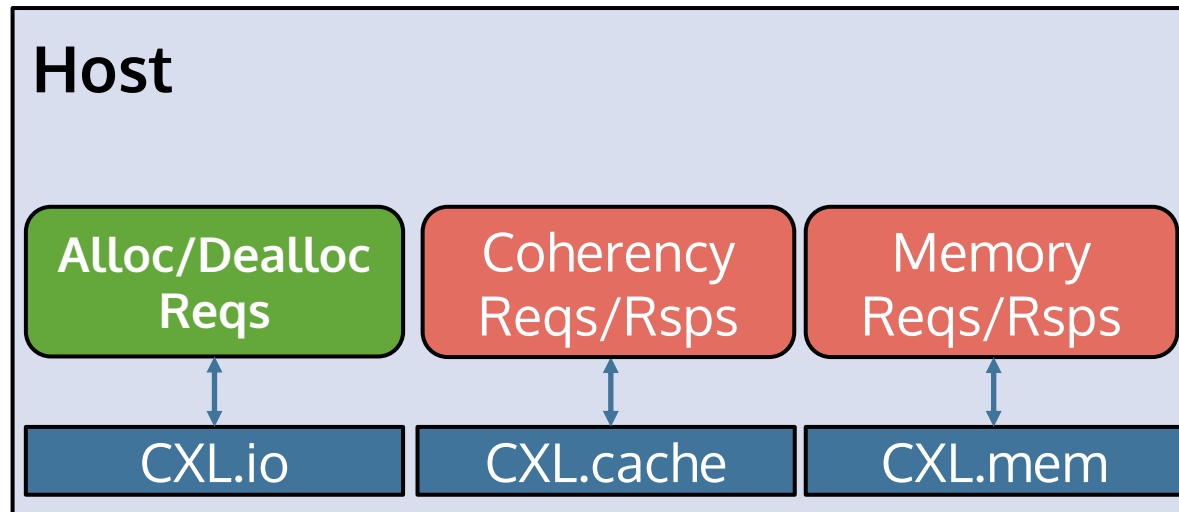 Host
Alloc/Dealloc
Reqs
Coherency
Reqs/Rsps
Memory
Reqs/Rsps
CXL.io
CXL.cache
CXL.mem